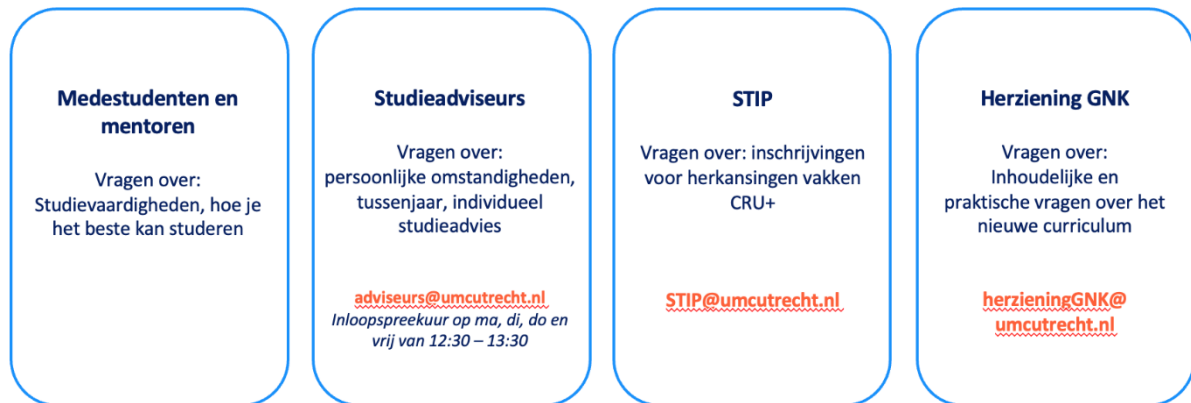 Medestudenten en
mentoren
Vragen over:
Studievaardigheden, hoe je
het beste kan studeren
Studieadviseurs
Vragen over:
persoonlijke omstandigheden,
tussenjaar, individueel
studieadvies
adviseurs@umcutrecht.nl
Inloopspreekuur op ma, di, do en
vrij van 12:30 – 13:30
STIP
Vragen over: inschrijvingen
voor herkansingen vakken
CRU+
STIP@umcutrecht.nl
Herziening GNK
Vragen over:
Inhoudelijke en
praktische vragen over het
nieuwe curriculum
herzieningGNK@
umcutrecht.nl